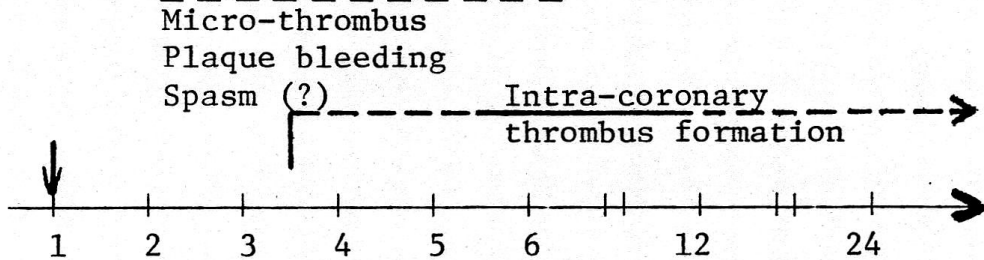 Micro-thrombus
Plaque bleeding
Spasm (?)
Intra-coronary
thrombus formation
1 2 3 4 5 6 12 24